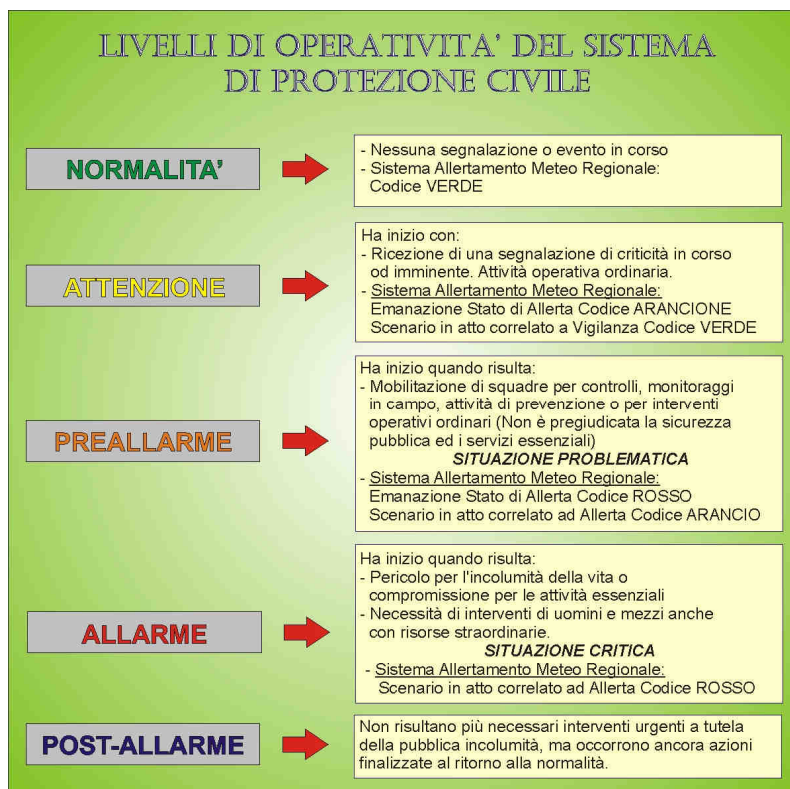 LIVELLI DI OPERATIVITA' DEL SISTEMA
DI PROTEZIONE CIVILE
NORMALITA'
- Nessuna segnalazione o evento in corso
- Sistema Allertamento Meteo Regionale:
Codice VERDE
ATTENZIONE
Ha inizio con:
- Ricezione di una segnalazione di criticità in corso
od imminente. Attività operativa ordinaria.
- Sistema Allertamento Meteo Regionale:
Emanazione Stato di Allerta Codice ARANCIONE
Scenario in atto correlato a Vigilanza Codice VERDE
PREALLARME
Ha inizio quando risulta:
- Mobilitazione di squadre per controlli, monitoraggi
in campo, attività di prevenzione o per interventi
operativi ordinari (Non è pregiudicata la sicurezza
pubblica ed i servizi essenziali)
SITUAZIONE PROBLEMATICA
- Sistema Allertamento Meteo Regionale:
Emanazione Stato di Allerta Codice ROSSO
Scenario in atto correlato ad Allerta Codice ARANCIO
ALLARME
Ha inizio quando risulta:
- Pericolo per l'incolumità della vita o
compromissione per le attività essenziali
- Necessità di interventi di uomini e mezzi anche
con risorse straordinarie.
SITUAZIONE CRITICA
- Sistema Allertamento Meteo Regionale:
Scenario in atto correlato ad Allerta Codice ROSSO
POST-ALLARME
Non risultano più necessari interventi urgenti a tutela
della pubblica incolumità, ma occorrono ancora azioni
finalizzate al ritorno alla normalità.